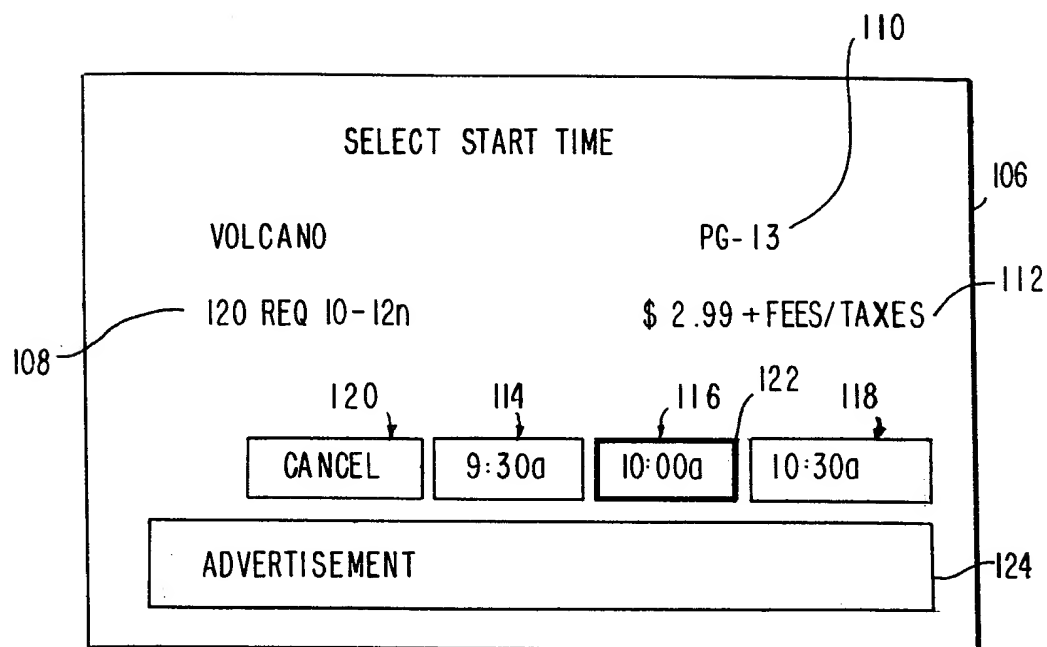 110
SELECT START TIME
106
VOLCANO PG-13
112
120 REQ 10-12n $ 2.99 + FEES/TAXES
108
120 114 116 122 118
CANCEL 9:30a 10:00a 10:30a
ADVERTISEMENT
124